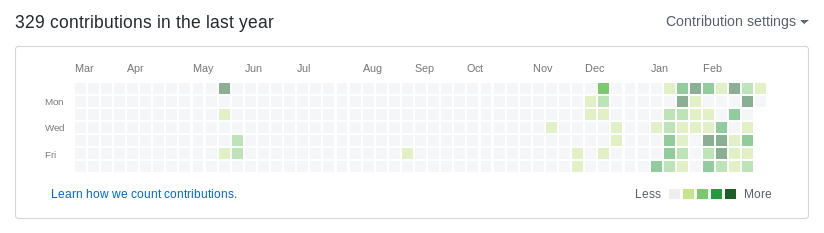 329 contributions in the last year
Contribution settings
Mar Apr May Jun Jul Aug Sep Oct Nov Dec Jan Feb
Mon
Wed
Fri
Learn how we count contributions.
Less More